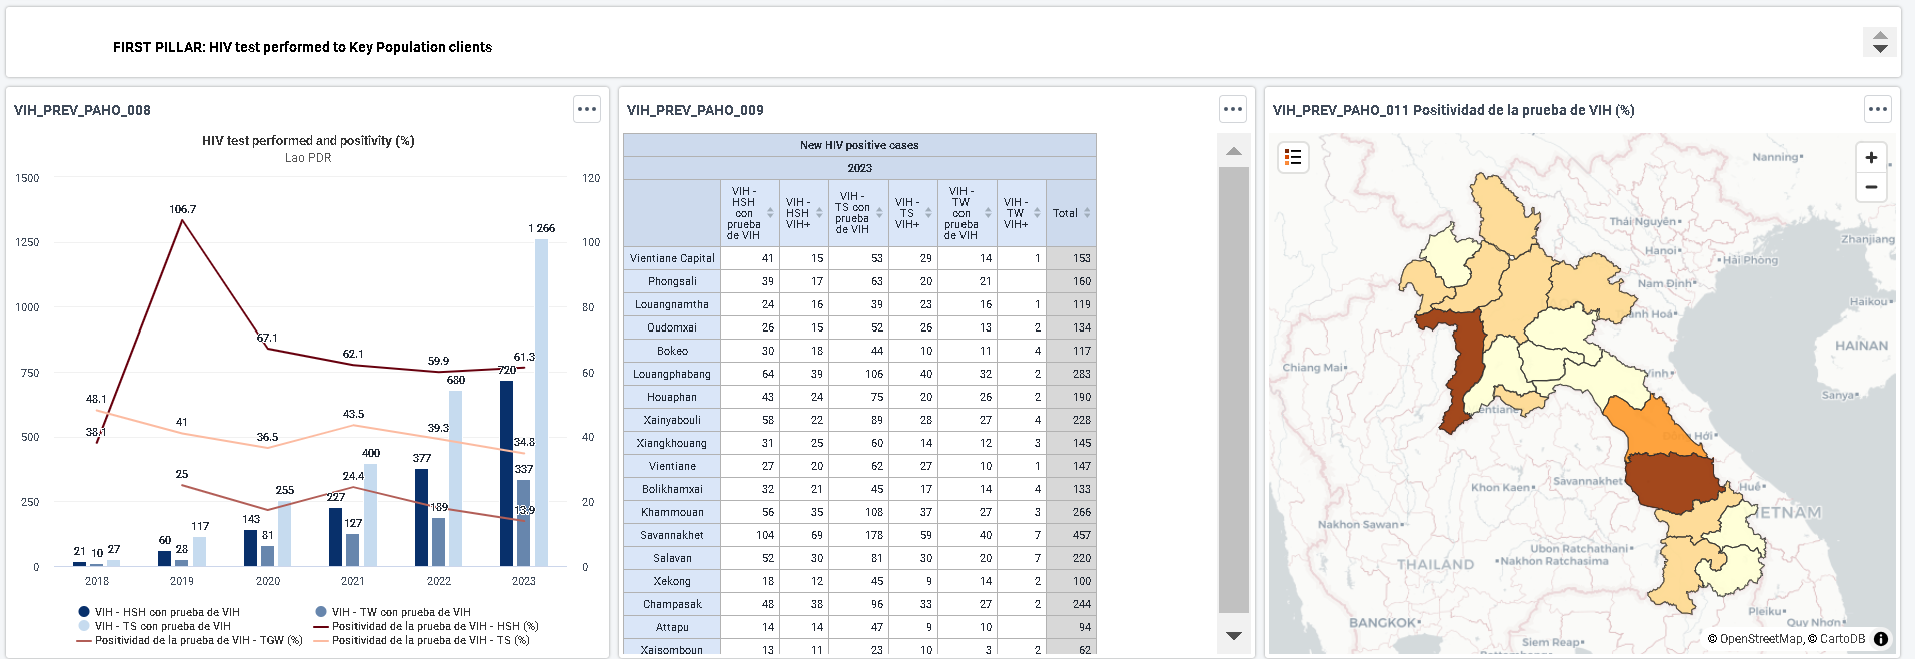 FIRST PILLAR: HIV test performed to Key Population clients
VIH_PREV_PAHO_008
HIV test performed and positivity (%)
Lao PDR
1500
1250
1000
750
500
250
0
120
100
80
60
40
20
0
106.7
67.1
62.1
59.9
61.3
48.1
38.1
41
36.5
43.5
39.3
34.8
25
24.4
13.9
21
10
27
60
28
117
143
81
255
227
127
400
377
189
680
720
337
1 266
2018
2019
2020
2021
2022
2023
VIH - HSH con prueba de VIH
VIH - TW con prueba de VIH
VIH - TS con prueba de VIH
Positividad de la prueba de VIH - HSH (%)
Positividad de la prueba de VIH - TGW (%)
Positividad de la prueba de VIH - TS (%)
VIH_PREV_PAHO_009
New HIV positive cases
2023
VIH - HSH con prueba de VIH
VIH - HSH VIH+
VIH - TS con prueba de VIH
VIH - TS VIH+
VIH - TW con prueba de VIH
VIH - TW VIH+
Total
Vientiane Capital 41 15 53 29 14 1 153
Phongsali 39 17 63 20 21 160
Louangnamtha 24 16 39 23 16 1 119
Oudomxai 26 15 52 26 13 2 134
Bokeo 30 18 44 10 11 4 117
Louangphabang 64 39 106 40 32 2 283
Houaphan 43 24 75 20 26 2 190
Xainyabouli 58 22 89 28 27 4 228
Xiangkhouang 31 25 60 14 12 3 145
Vientiane 27 20 62 27 10 1 147
Bolikhamxai 32 21 45 17 14 4 133
Khammouan 56 35 108 37 27 3 266
Savannakhet 104 69 178 59 40 7 457
Salavan 52 30 81 30 20 7 220
Xekong 18 12 45 9 14 2 100
Champasak 48 38 96 33 27 2 244
Attapu 14 14 47 9 10 94
Xaisomboun 13 11 23 10 3 2 62
VIH_PREV_PAHO_011 Positividad de la prueba de VIH (%)
+
−
Nanning
Thái Nguyên
Zhanjiang
Hanoi
Hải Phòng
Nam Định
Haikou
HAINAN
Chiang Mai
Vinh
Sanya
Savannakhet
Khon Kaen
Huế
VIETNAM
Nakhon Sawan
Ubon Ratchathani
Nakhon Ratchasima
THAILAND
Pleiku
Quy Nhơn
BANGKOK
Siem Reap
© OpenStreetMap, © CartoDB